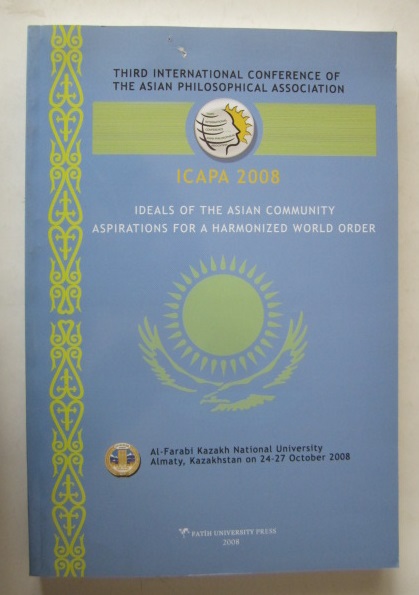 THIRD INTERNATIONAL CONFERENCE OF
THE ASIAN PHILOSOPHICAL ASSOCIATION
ICAPA 2008
IDEALS OF THE ASIAN COMMUNITY
ASPIRATIONS FOR A HARMONIZED WORLD ORDER
Al-Farabi Kazakh National University
Almaty, Kazakhstan on 24-27 October 2008
FATIH UNIVERSITY PRESS
2008